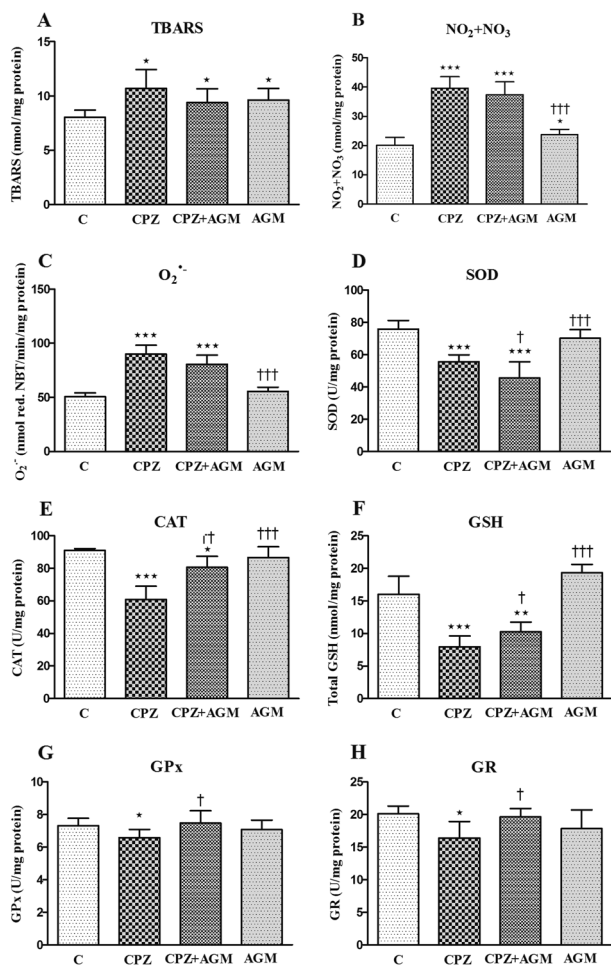 A
TBARS
TBARS (nmol/mg protein)
15
10
5
0
★
★
★
C
CPZ
CPZ+AGM
AGM
B
NO₂+NO₃
NO₂+NO₃ (nmol/mg protein)
50
40
30
20
10
0
★★★
★★★
†††
★
C
CPZ
CPZ+AGM
AGM
C
O₂•-
O₂•- (nmol red. NBT/min/mg protein)
150
100
50
0
★★★
★★★
†††
C
CPZ
CPZ+AGM
AGM
D
SOD
SOD (U/mg protein)
100
80
60
40
20
0
★★★
†
★★★
†††
C
CPZ
CPZ+AGM
AGM
E
CAT
CAT (U/mg protein)
100
80
60
40
20
0
★★★
†
★
†††
C
CPZ
CPZ+AGM
AGM
F
GSH
Total GSH (nmol/mg protein)
25
20
15
10
5
0
★★★
†
★★
†††
C
CPZ
CPZ+AGM
AGM
G
GPx
GPx (U/mg protein)
10
8
6
4
2
0
★
†
C
CPZ
CPZ+AGM
AGM
H
GR
GR (U/mg protein)
25
20
15
10
5
0
★
†
C
CPZ
CPZ+AGM
AGM